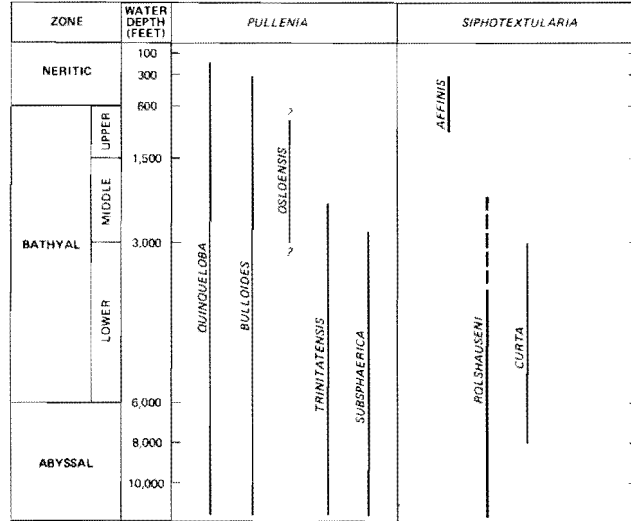 ZONE
WATER
DEPTH
(FEET)
PULLENIA
SIPHOTEXTULARIA
NERITIC
100
300
600
BATHYAL
UPPER
MIDDLE
LOWER
1,500
3,000
6,000
ABYSSAL
8,000
10,000
QUINQUELOBA
BULLOIDES
?
OSLOENSIS
?
TRINITATENSIS
SUBSPHAERICA
AFFINIS
ROLSHAUSENI
CURTA